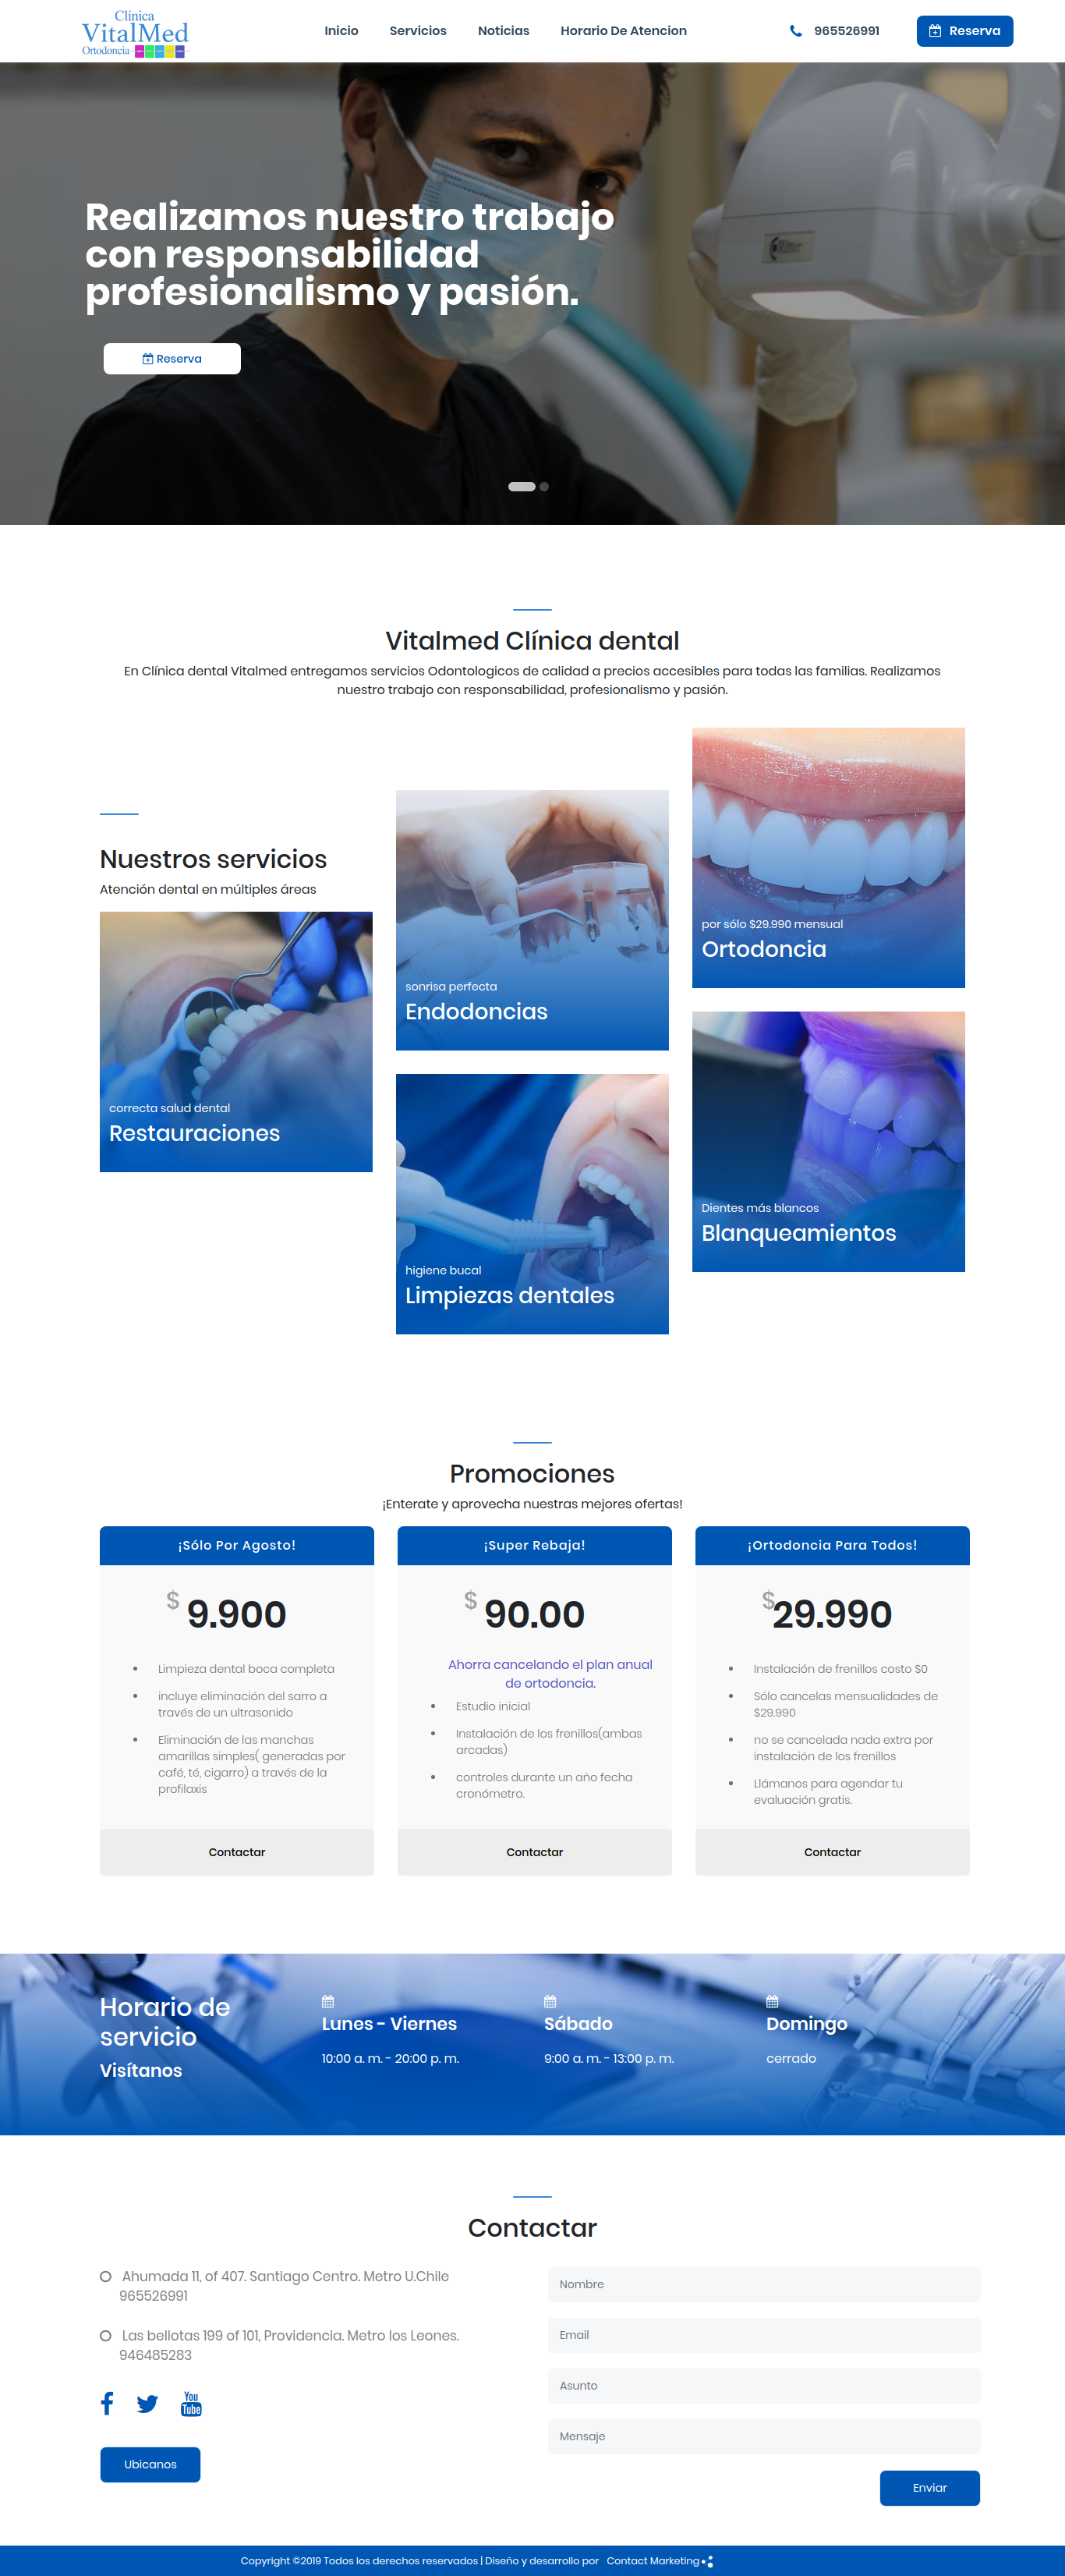 Clínica
VitalMed
Ortodoncia
Inicio
Servicios
Noticias
Horario De Atencion
965526991
Reserva
Ritter
Realizamos nuestro trabajo
con responsabilidad
profesionalismo y pasión.
Reserva
Vitalmed Clínica dental
En Clínica dental Vitalmed entregamos servicios Odontologicos de calidad a precios accesibles para todas las familias. Realizamos
nuestro trabajo con responsabilidad, profesionalismo y pasión.
Nuestros servicios
Atención dental en múltiples áreas
correcta salud dental
Restauraciones
sonrisa perfecta
Endodoncias
higiene bucal
Limpiezas dentales
por sólo $29.990 mensual
Ortodoncia
Dientes más blancos
Blanqueamientos
Promociones
¡Enterate y aprovecha nuestras mejores ofertas!
¡Sólo Por Agosto!
$ 9.900
Limpieza dental boca completa
incluye eliminación del sarro a
través de un ultrasonido
Eliminación de las manchas
amarillas simples( generadas por
café, té, cigarro) a través de la
profilaxis
Contactar
¡Super Rebaja!
$ 90.00
Ahorra cancelando el plan anual
de ortodoncia.
Estudio inicial
Instalación de los frenillos(ambas
arcadas)
controles durante un año fecha
cronómetro.
Contactar
¡Ortodoncia Para Todos!
$29.990
Instalación de frenillos costo $0
Sólo cancelas mensualidades de
$29.990
no se cancelada nada extra por
instalación de los frenillos
Llámanos para agendar tu
evaluación gratis.
Contactar
Horario de
servicio
Visítanos
Lunes - Viernes
10:00 a. m. - 20:00 p. m.
Sábado
9:00 a. m. - 13:00 p. m.
Domingo
cerrado
Contactar
Ahumada 11, of 407. Santiago Centro. Metro U.Chile
965526991
Las bellotas 199 of 101, Providencia. Metro los Leones.
946485283
You
Tube
Ubicanos
Nombre
Email
Asunto
Mensaje
Enviar
Copyright ©2019 Todos los derechos reservados | Diseño y desarrollo por Contact Marketing